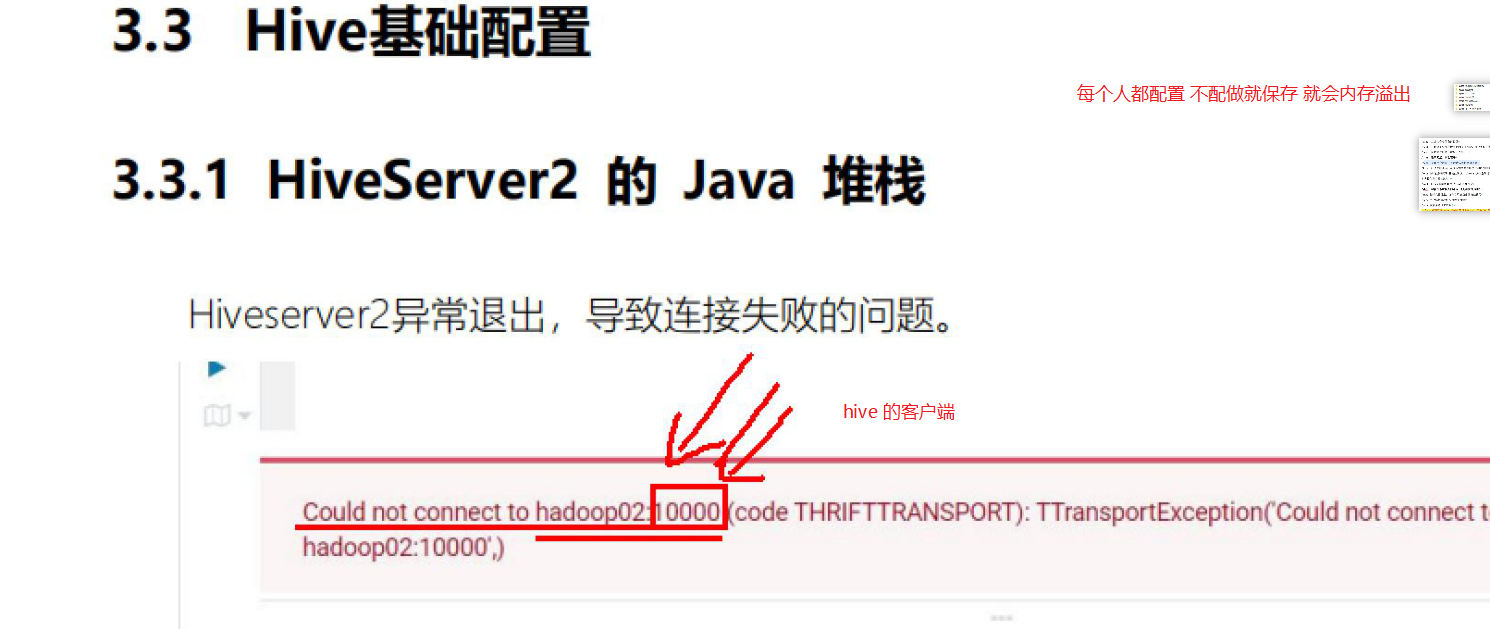 3.3 Hive基础配置
每个人都配置 不配做就保存 就会内存溢出
3.3.1 HiveServer2 的 Java 堆栈
Hiveserver2异常退出，导致连接失败的问题。
hive 的客户端
Could not connect to hadoop02:10000 (code THRIFTTRANSPORT): TTransportException('Could not connect t
hadoop02:10000',)